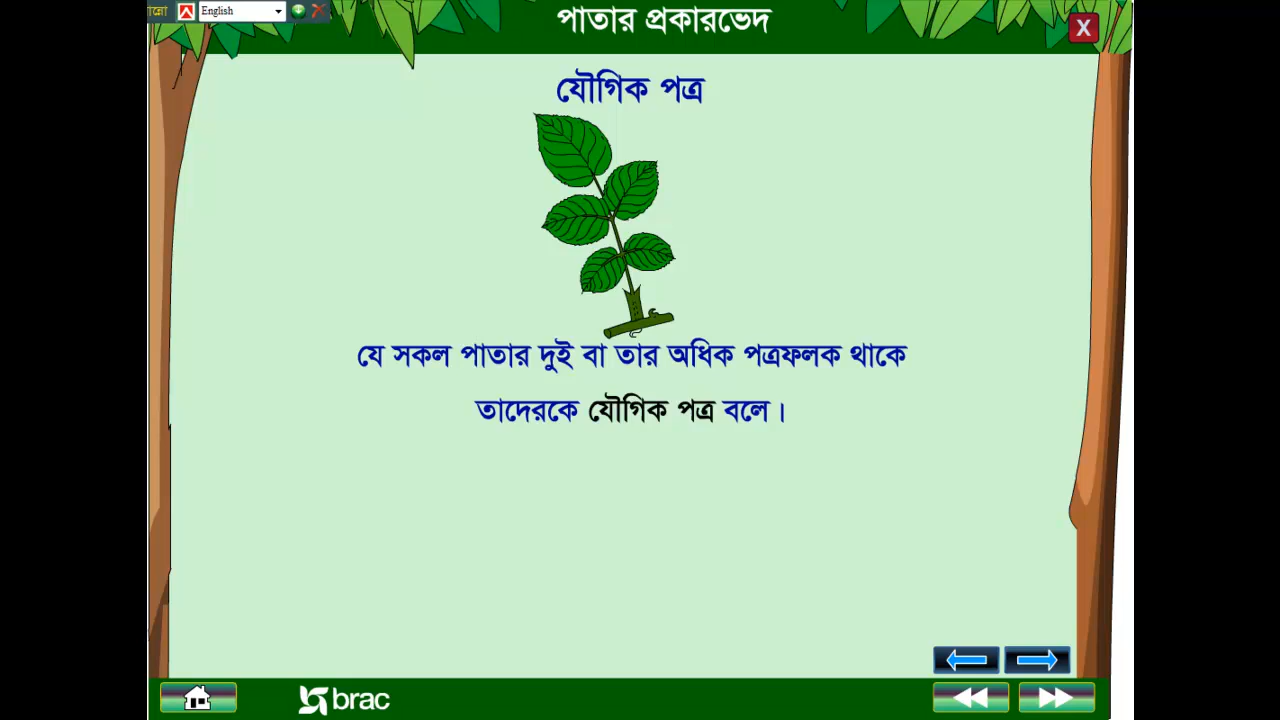 English
পাতার প্রকারভেদ
X
যৌগিক পত্র
যে সকল পাতার দুই বা তার অধিক পত্রফলক থাকে
তাদেরকে যৌগিক পত্র বলে।
brac